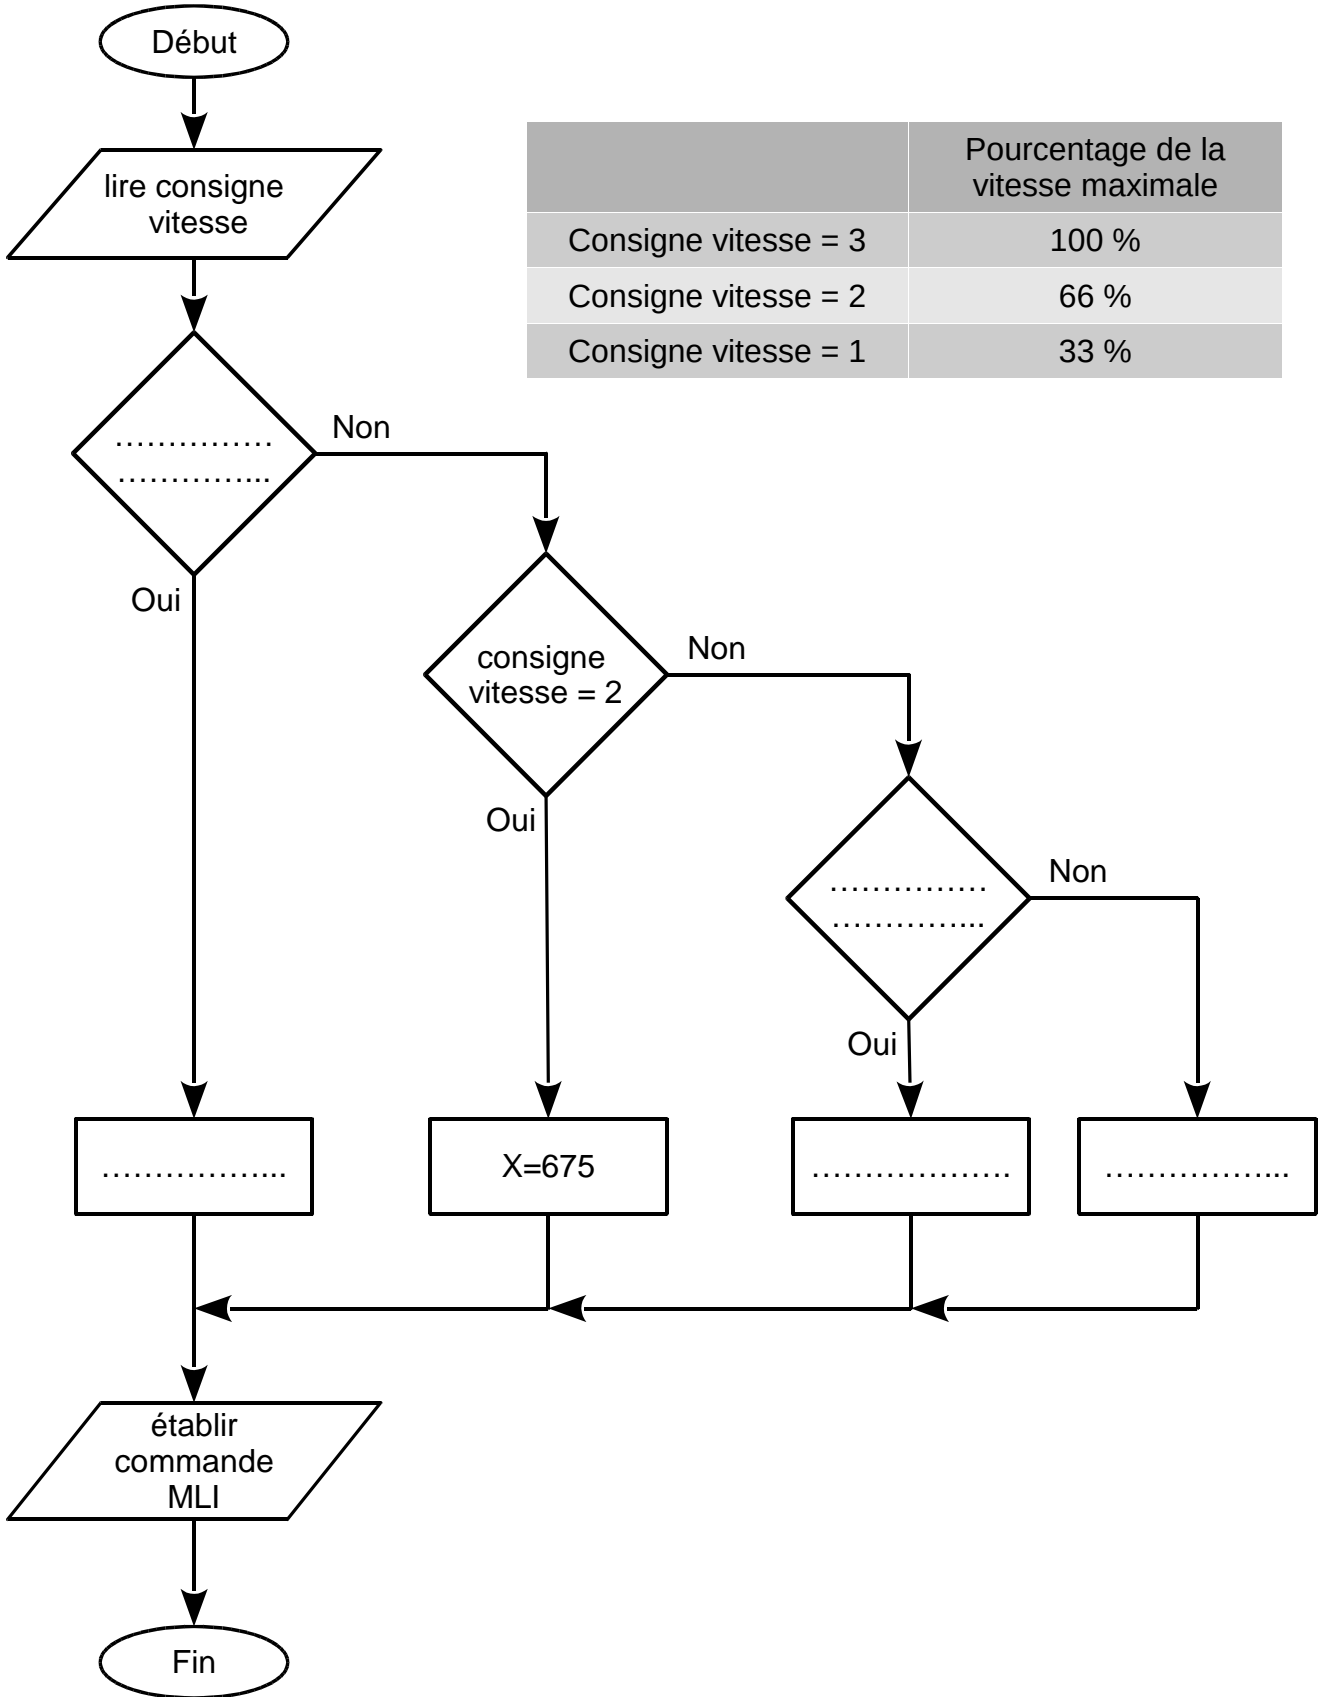 Début
lire consigne
vitesse
Pourcentage de la
vitesse maximale
Consigne vitesse = 3 100 %
Consigne vitesse = 2 66 %
Consigne vitesse = 1 33 %
……………
…………...
Non
Oui
consigne
vitesse = 2
Non
Oui
……………
…………...
Non
Oui
……………...
X=675
……………….
……………...
établir
commande
MLI
Fin